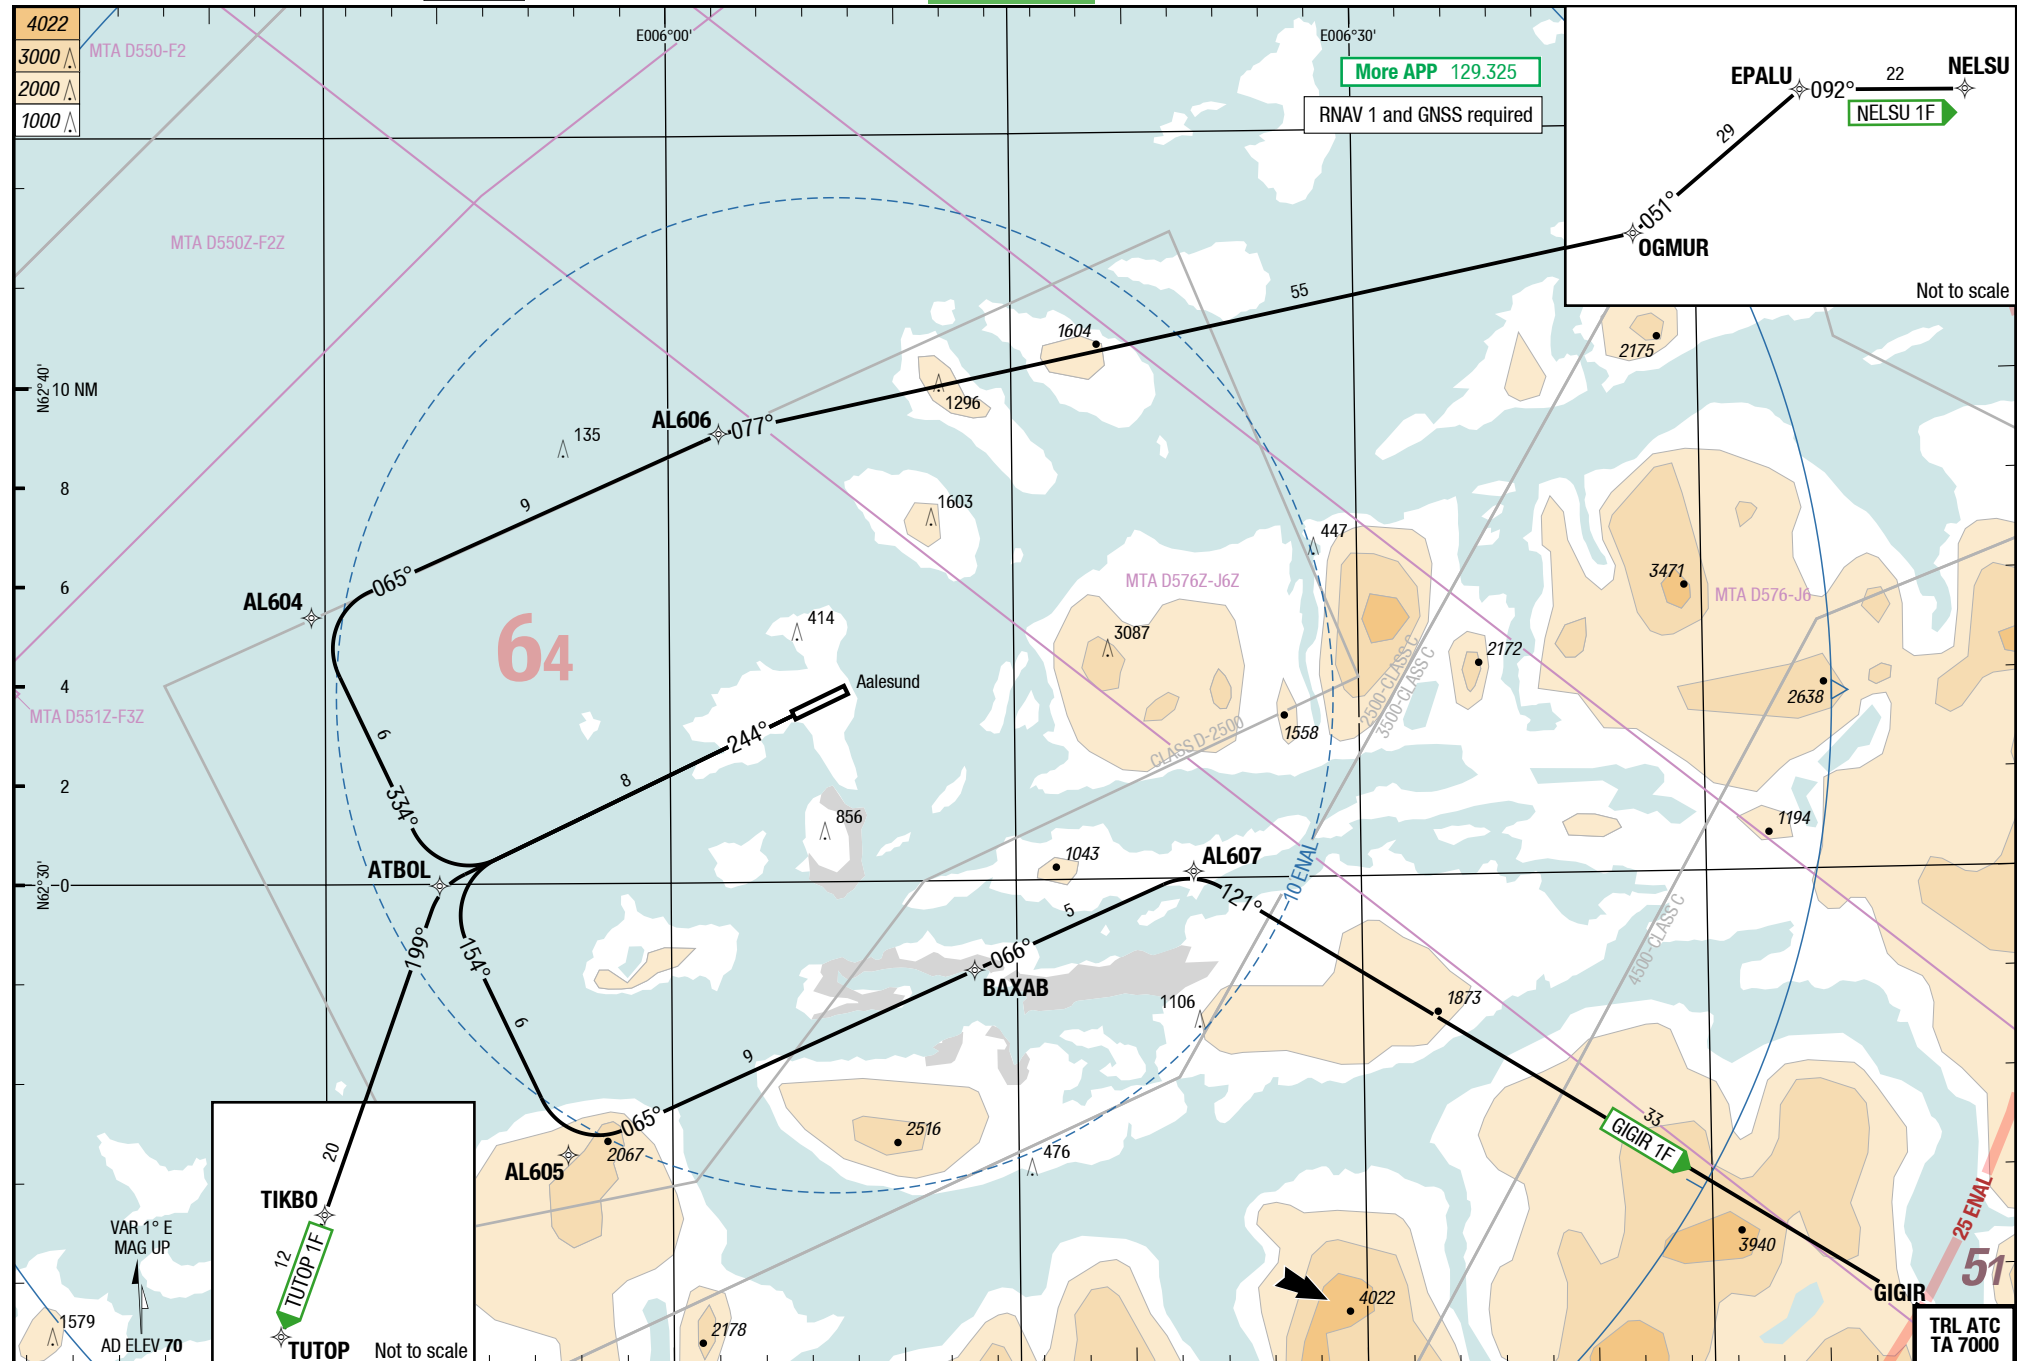 4022
3000
2000
1000
MTA D550-F2
E006°00'
E006°30'
More APP 129.325
RNAV 1 and GNSS required
EPALU
092°
22
NELSU
NELSU 1F
29
051°
OGMUR
Not to scale
MTA D550Z-F2Z
55
1604
2175
N62°40'
10 NM
1296
AL606
077°
135
8
9
1603
447
6
065°
AL604
64
414
MTA D576Z-J6Z
3471
MTA D576-J6
3087
2172
2500-CLASS C
3500-CLASS C
4
Aalesund
2638
MTA D551Z-F3Z
244°
CLASS D-2500
1558
6
8
2
334°
856
1194
1043
AL607
ATBOL
10 ENAL
N62°30'
0
121°
5
199°
154°
066°
BAXAB
4500-CLASS C
1873
1106
6
9
065°
2067
AL605
2516
476
33
GIGIR 1F
20
TIKBO
12
TUTOP 1F
TUTOP
Not to scale
VAR 1° E
MAG UP
AD ELEV 70
1579
2178
4022
3940
25 ENAL
51
GIGIR
TRL ATC
TA 7000